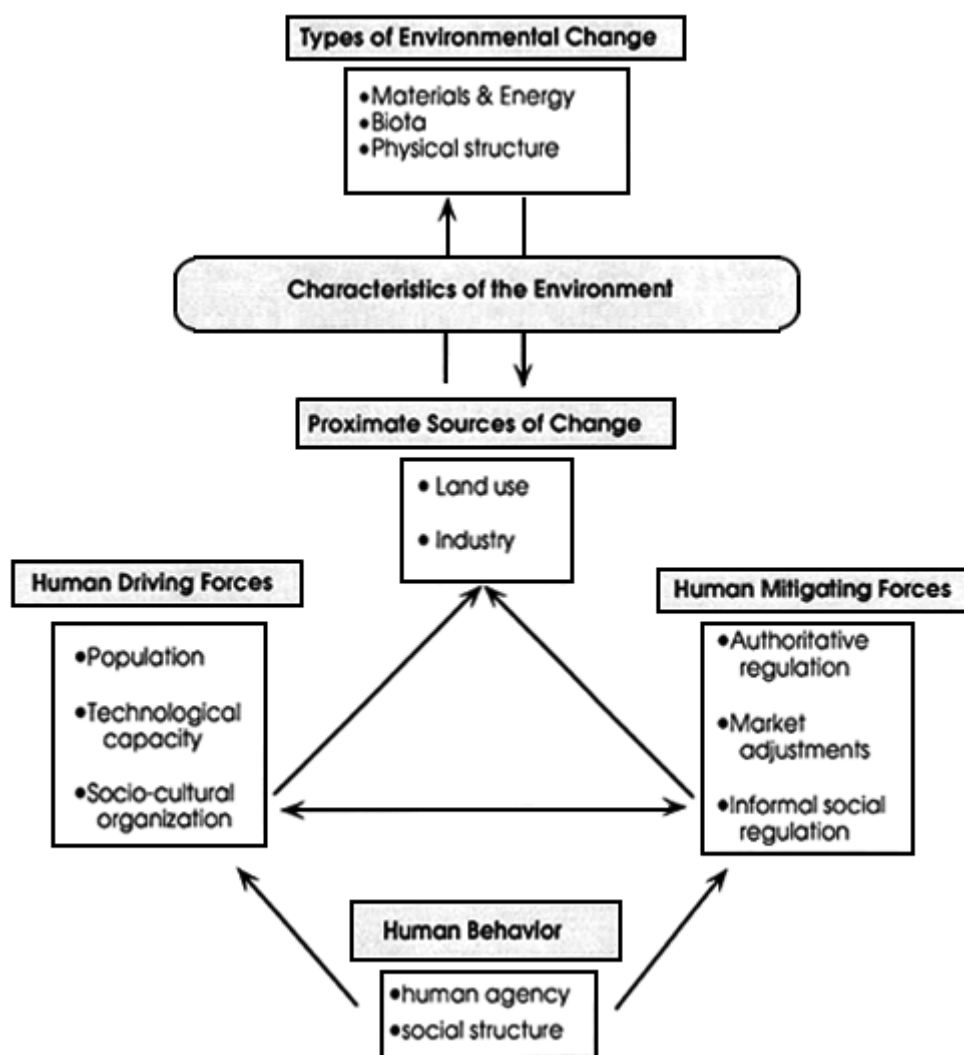 Types of Environmental Change
•Materials & Energy
•Biota
•Physical structure
Characteristics of the Environment
Proximate Sources of Change
• Land use
• Industry
Human Driving Forces
•Population
•Technological
capacity
•Socio-cultural
organization
Human Mitigating Forces
•Authoritative
regulation
•Market
adjustments
•Informal social
regulation
Human Behavior
•human agency
•social structure